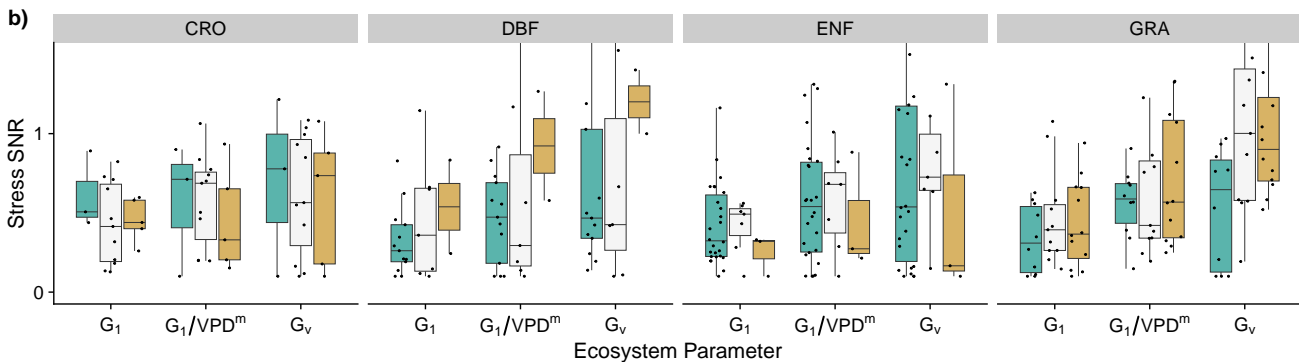 b)
CRO DBF ENF GRA
Stress SNR
1
0
G₁ G₁/VPDᵐ Gᵥ G₁ G₁/VPDᵐ Gᵥ G₁ G₁/VPDᵐ Gᵥ G₁ G₁/VPDᵐ Gᵥ
Ecosystem Parameter